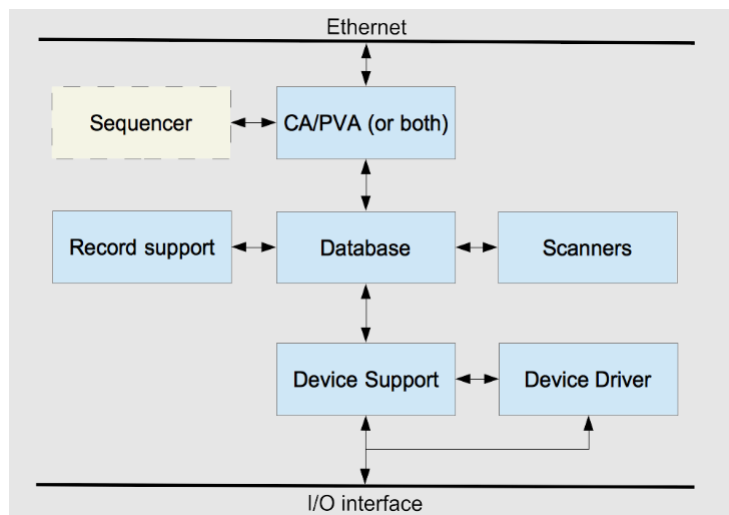 Ethernet
Sequencer
CA/PVA (or both)
Record support
Database
Scanners
Device Support
Device Driver
I/O interface